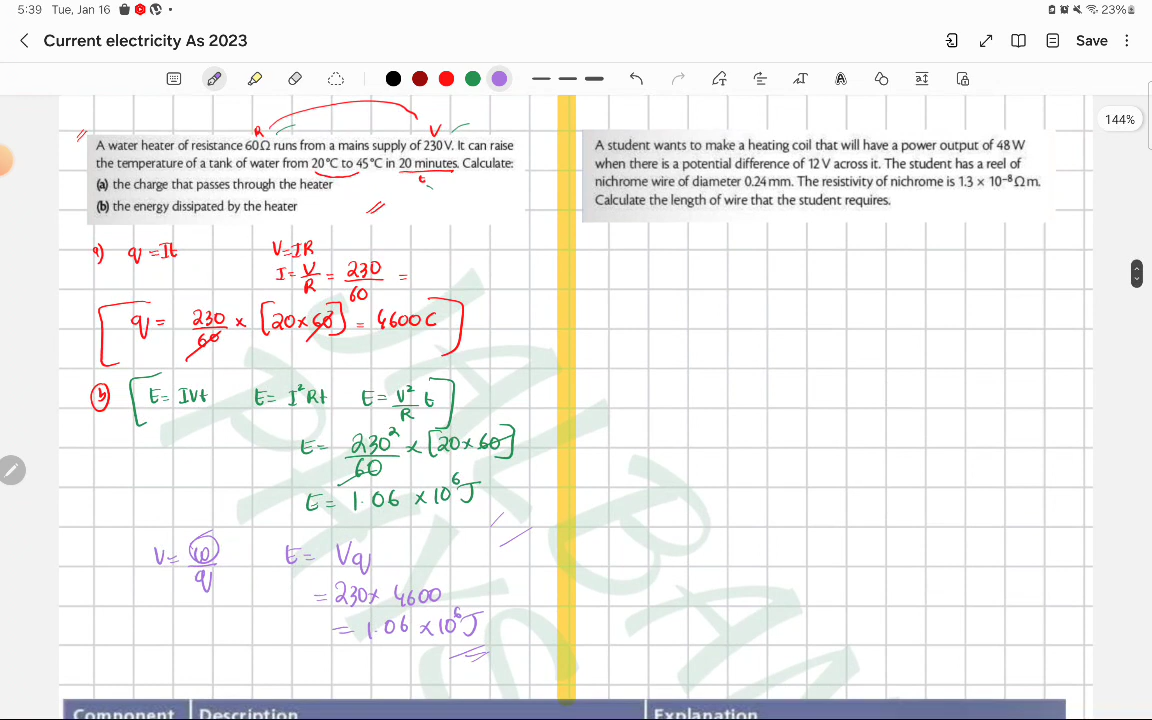 5:39 Tue, Jan 16
23%
Current electricity As 2023
Save
144%
R V
A water heater of resistance 60Ω runs from a mains supply of 230V. It can raise
the temperature of a tank of water from 20°C to 45°C in 20 minutes. Calculate:
t
(a) the charge that passes through the heater
(b) the energy dissipated by the heater
a) q = It V=IR
I = V/R = 230/60 =
q = 230/60 × [20×60] = 4600C
(b) E = IVt E = I²Rt E = V²/R t
E = 230²/60 × [20×60]
E = 1.06 × 10⁶ J
V = ω/q E = Vq
= 230× 4600
= 1.06 × 10⁶ J
A student wants to make a heating coil that will have a power output of 48W
when there is a potential difference of 12V across it. The student has a reel of
nichrome wire of diameter 0.24mm. The resistivity of nichrome is 1.3 × 10⁻⁸Ωm.
Calculate the length of wire that the student requires.
Component Description Explanation